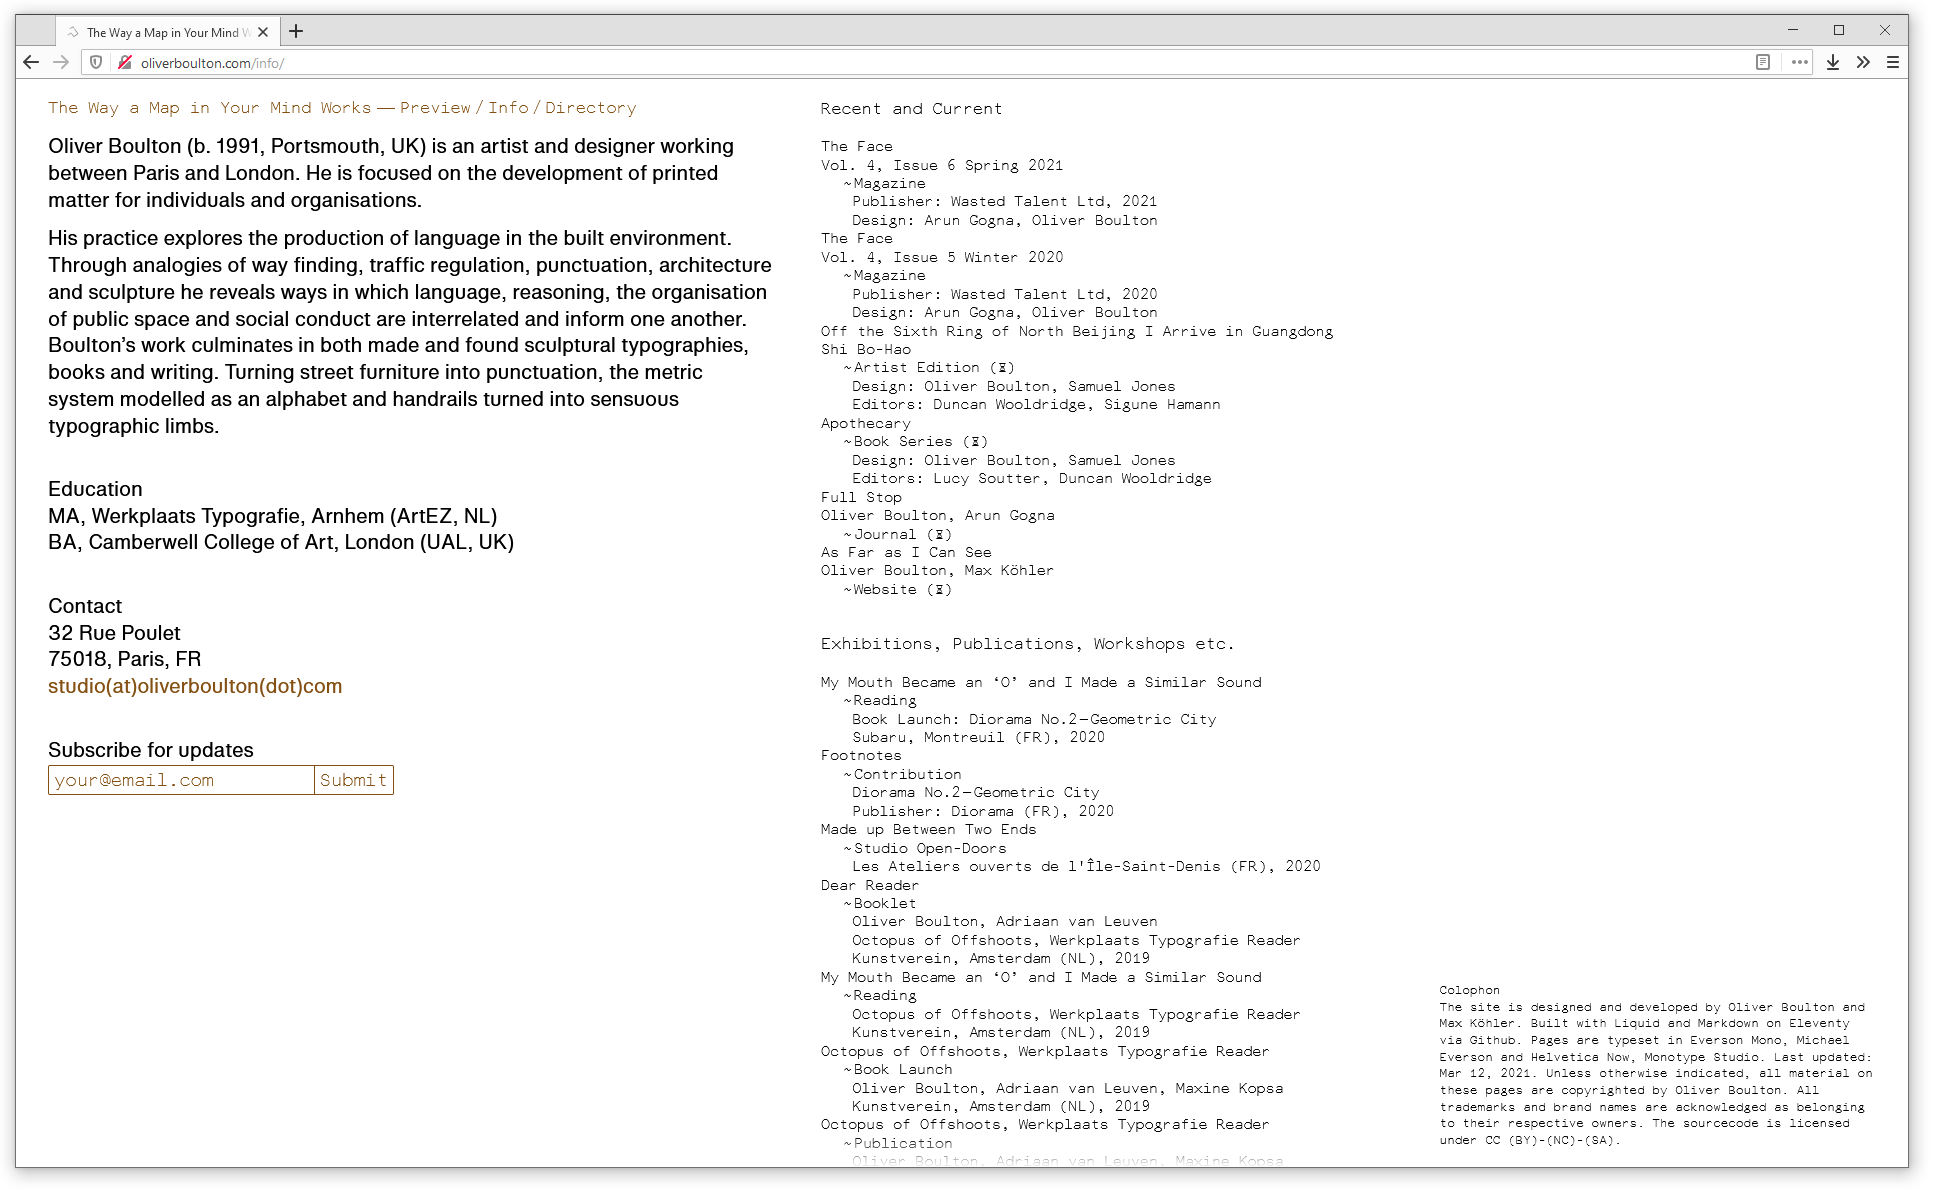 The Way a Map in Your Mind W
oliverboulton.com/info/
The Way a Map in Your Mind Works — Preview / Info / Directory
Oliver Boulton (b. 1991, Portsmouth, UK) is an artist and designer working
between Paris and London. He is focused on the development of printed
matter for individuals and organisations.
His practice explores the production of language in the built environment.
Through analogies of way finding, traffic regulation, punctuation, architecture
and sculpture he reveals ways in which language, reasoning, the organisation
of public space and social conduct are interrelated and inform one another.
Boulton’s work culminates in both made and found sculptural typographies,
books and writing. Turning street furniture into punctuation, the metric
system modelled as an alphabet and handrails turned into sensuous
typographic limbs.
Education
MA, Werkplaats Typografie, Arnhem (ArtEZ, NL)
BA, Camberwell College of Art, London (UAL, UK)
Contact
32 Rue Poulet
75018, Paris, FR
studio(at)oliverboulton(dot)com
Subscribe for updates
your@email.com Submit
Recent and Current
The Face
Vol. 4, Issue 6 Spring 2021
~Magazine
Publisher: Wasted Talent Ltd, 2021
Design: Arun Gogna, Oliver Boulton
The Face
Vol. 4, Issue 5 Winter 2020
~Magazine
Publisher: Wasted Talent Ltd, 2020
Design: Arun Gogna, Oliver Boulton
Off the Sixth Ring of North Beijing I Arrive in Guangdong
Shi Bo-Hao
~Artist Edition (⧖)
Design: Oliver Boulton, Samuel Jones
Editors: Duncan Wooldridge, Sigune Hamann
Apothecary
~Book Series (⧖)
Design: Oliver Boulton, Samuel Jones
Editors: Lucy Soutter, Duncan Wooldridge
Full Stop
Oliver Boulton, Arun Gogna
~Journal (⧖)
As Far as I Can See
Oliver Boulton, Max Köhler
~Website (⧖)
Exhibitions, Publications, Workshops etc.
My Mouth Became an ‘O’ and I Made a Similar Sound
~Reading
Book Launch: Diorama No.2—Geometric City
Subaru, Montreuil (FR), 2020
Footnotes
~Contribution
Diorama No.2—Geometric City
Publisher: Diorama (FR), 2020
Made up Between Two Ends
~Studio Open-Doors
Les Ateliers ouverts de l'Île-Saint-Denis (FR), 2020
Dear Reader
~Booklet
Oliver Boulton, Adriaan van Leuven
Octopus of Offshoots, Werkplaats Typografie Reader
Kunstverein, Amsterdam (NL), 2019
My Mouth Became an ‘O’ and I Made a Similar Sound
~Reading
Octopus of Offshoots, Werkplaats Typografie Reader
Kunstverein, Amsterdam (NL), 2019
Octopus of Offshoots, Werkplaats Typografie Reader
~Book Launch
Oliver Boulton, Adriaan van Leuven, Maxine Kopsa
Kunstverein, Amsterdam (NL), 2019
Octopus of Offshoots, Werkplaats Typografie Reader
~Publication
Oliver Boulton, Adriaan van Leuven, Maxine Kopsa
Colophon
The site is designed and developed by Oliver Boulton and
Max Köhler. Built with Liquid and Markdown on Eleventy
via Github. Pages are typeset in Everson Mono, Michael
Everson and Helvetica Now, Monotype Studio. Last updated:
Mar 12, 2021. Unless otherwise indicated, all material on
these pages are copyrighted by Oliver Boulton. All
trademarks and brand names are acknowledged as belonging
to their respective owners. The sourcecode is licensed
under CC (BY)-(NC)-(SA).